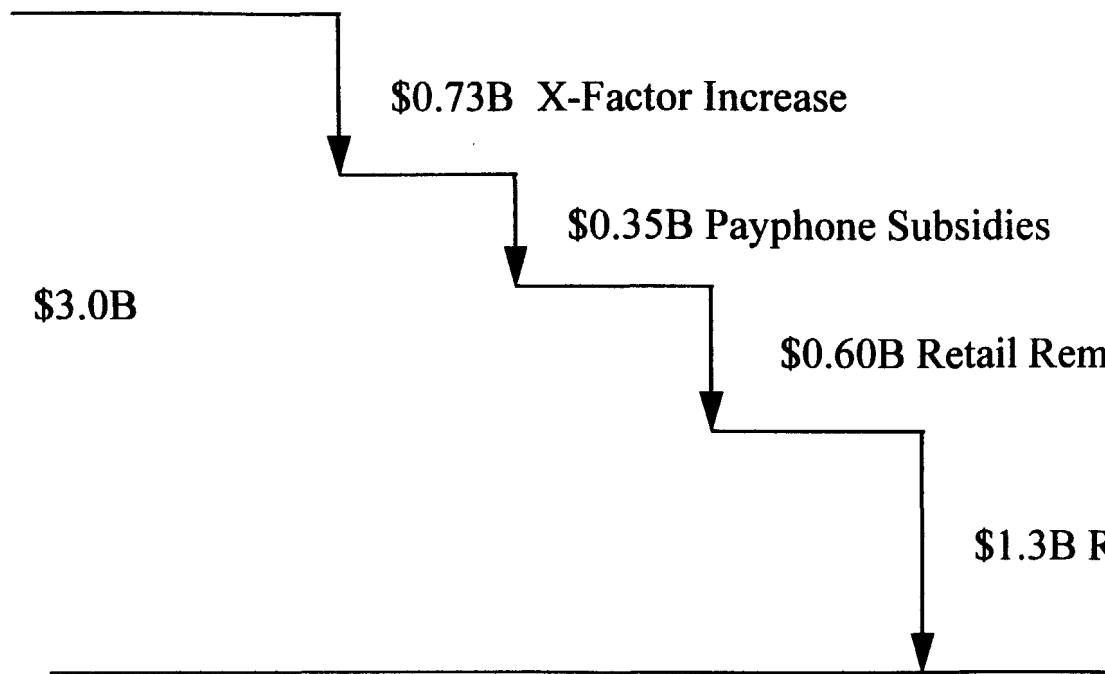 $0.73B X-Factor Increase
$0.35B Payphone Subsidies
$3.0B
$0.60B Retail Rem
$1.3B R